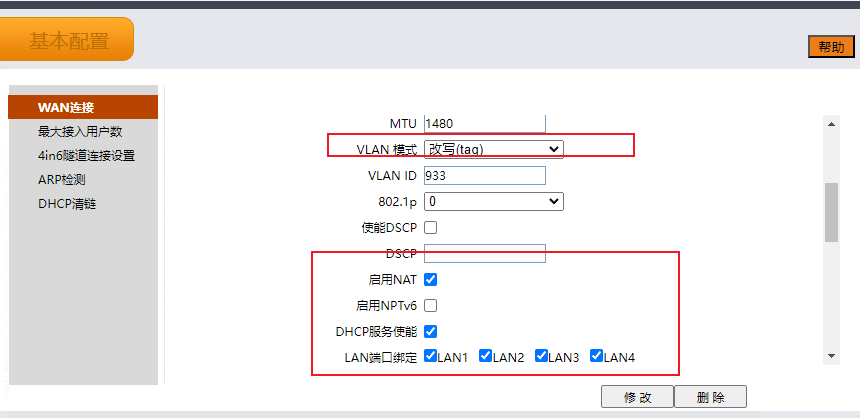 基本配置
帮助
WAN连接
最大接入用户数
4in6隧道连接设置
ARP检测
DHCP清链
MTU 1480
VLAN 模式 改写(tag)
VLAN ID 933
802.1p 0
使能DSCP
DSCP
启用NAT
启用NPTv6
DHCP服务使能
LAN端口绑定 LAN1 LAN2 LAN3 LAN4
修 改 删 除